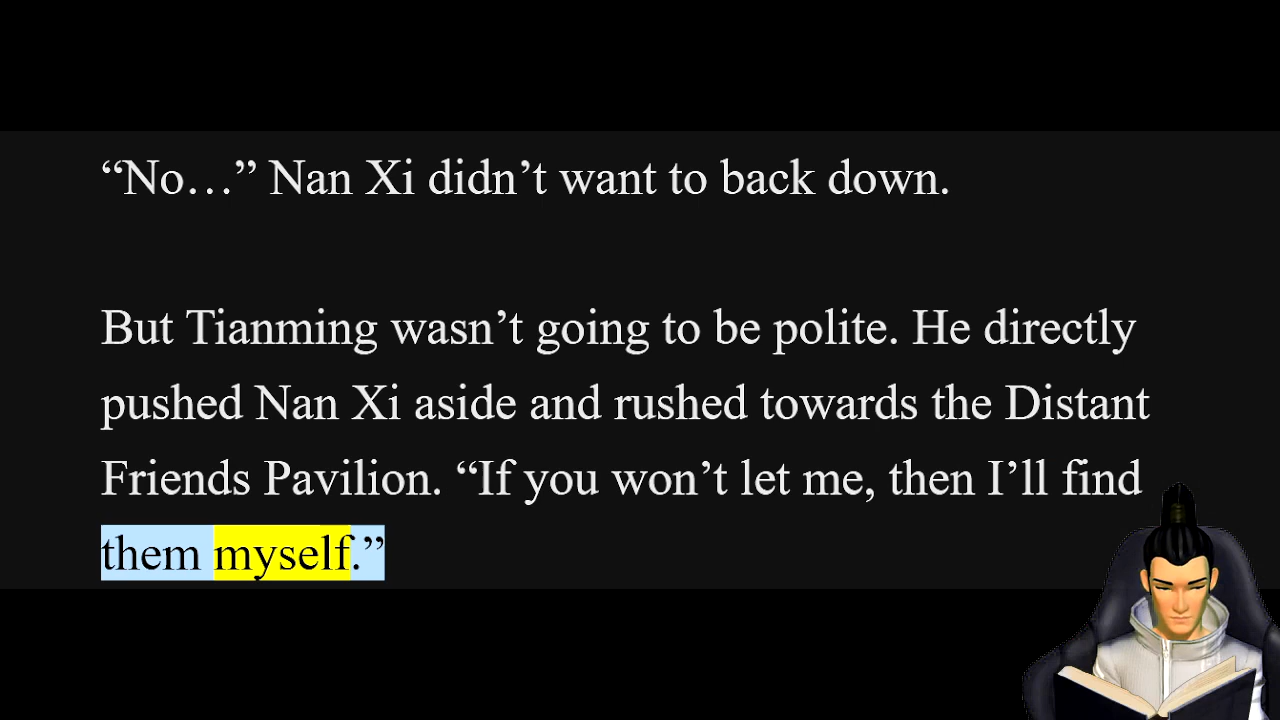 “No…” Nan Xi didn’t want to back down.
But Tianming wasn’t going to be polite. He directly
pushed Nan Xi aside and rushed towards the Distant
Friends Pavilion. “If you won’t let me, then I’ll find
them myself.”